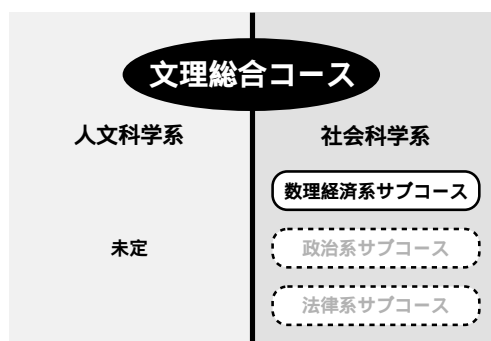 文理総合コース
人文科学系
社会科学系
数理経済系サブコース
未定
政治系サブコース
法律系サブコース